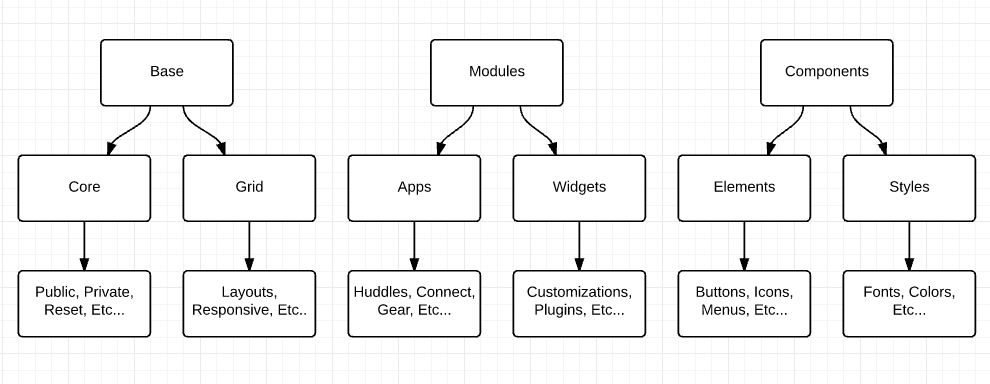 Base
Modules
Components
Core
Grid
Apps
Widgets
Elements
Styles
Public, Private,
Reset, Etc...
Layouts,
Responsive, Etc..
Huddles, Connect,
Gear, Etc...
Customizations,
Plugins, Etc...
Buttons, Icons,
Menus, Etc...
Fonts, Colors,
Etc...